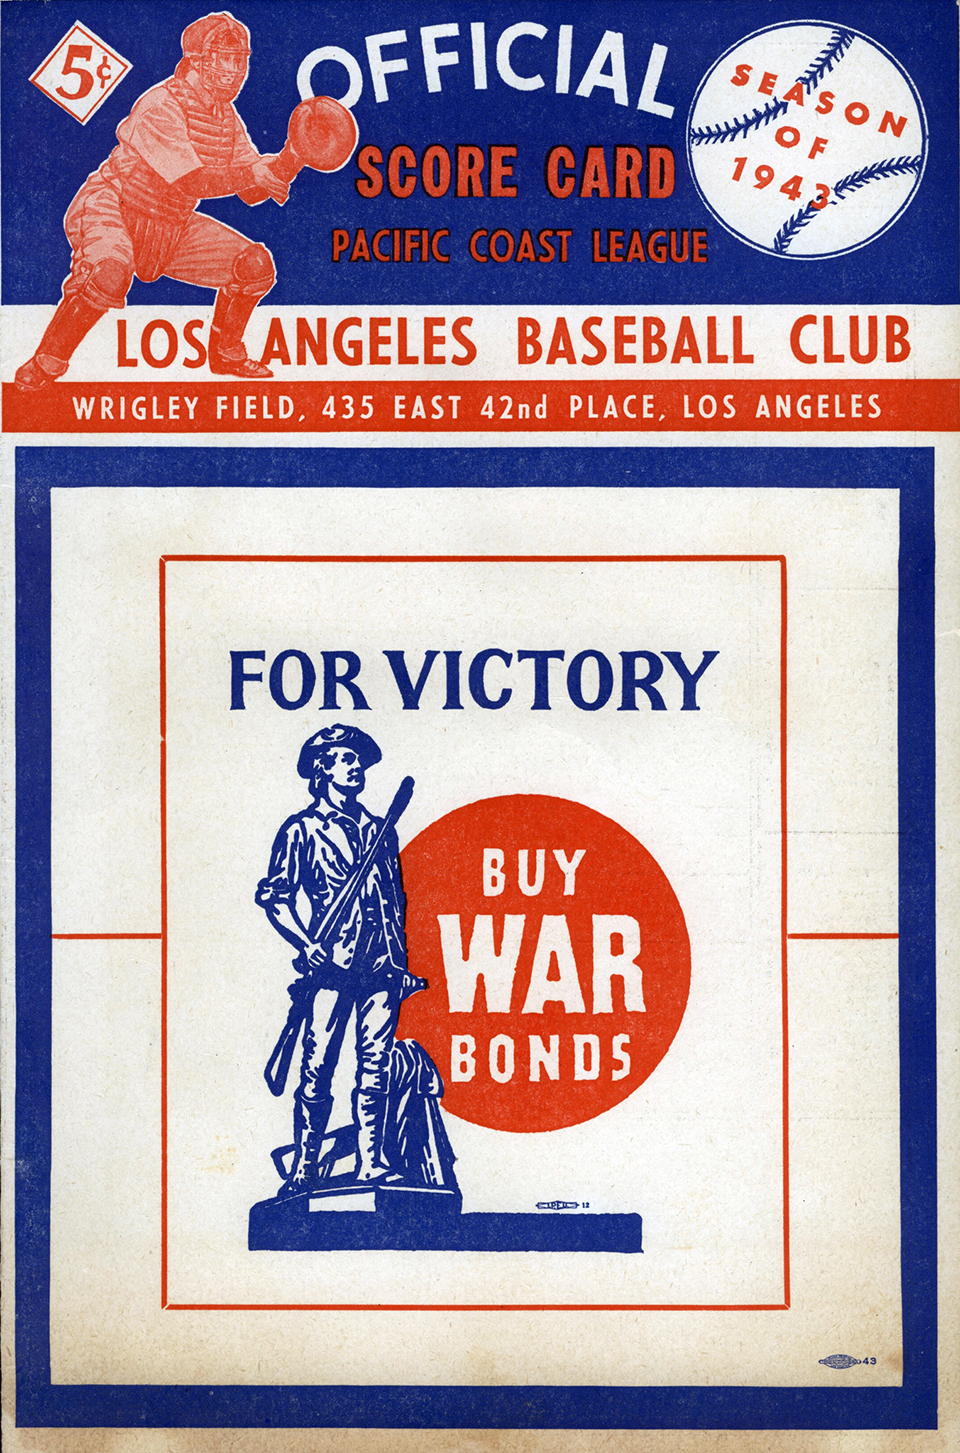 5¢
OFFICIAL
SCORE CARD
PACIFIC COAST LEAGUE
SEASON
OF
1943
LOS ANGELES BASEBALL CLUB
WRIGLEY FIELD, 435 EAST 42nd PLACE, LOS ANGELES
FOR VICTORY
BUY
WAR
BONDS
12
43